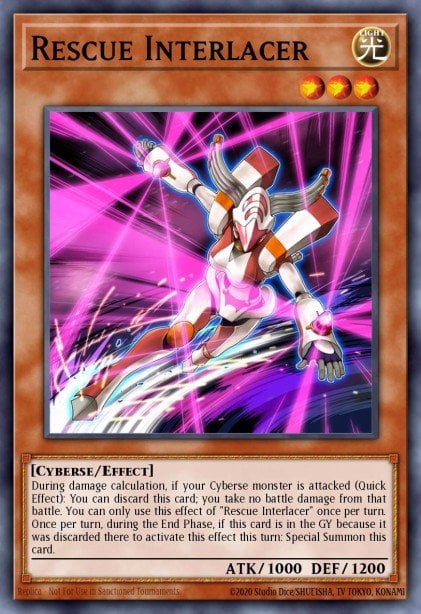 RESCUE INTERLACER
LIGHT
光
[CYBERSE/EFFECT]
During damage calculation, if your Cyberse monster is attacked (Quick
Effect): You can discard this card; you take no battle damage from that
battle. You can only use this effect of "Rescue Interlacer" once per turn.
Once per turn, during the End Phase, if this card is in the GY because it
was discarded there to activate this effect this turn: Special Summon this
card.
ATK/1000 DEF/1200
Replica - Not For Use in Sanctioned Tournaments
©2020 Studio Dice/SHUEISHA, TV TOKYO, KONAMI